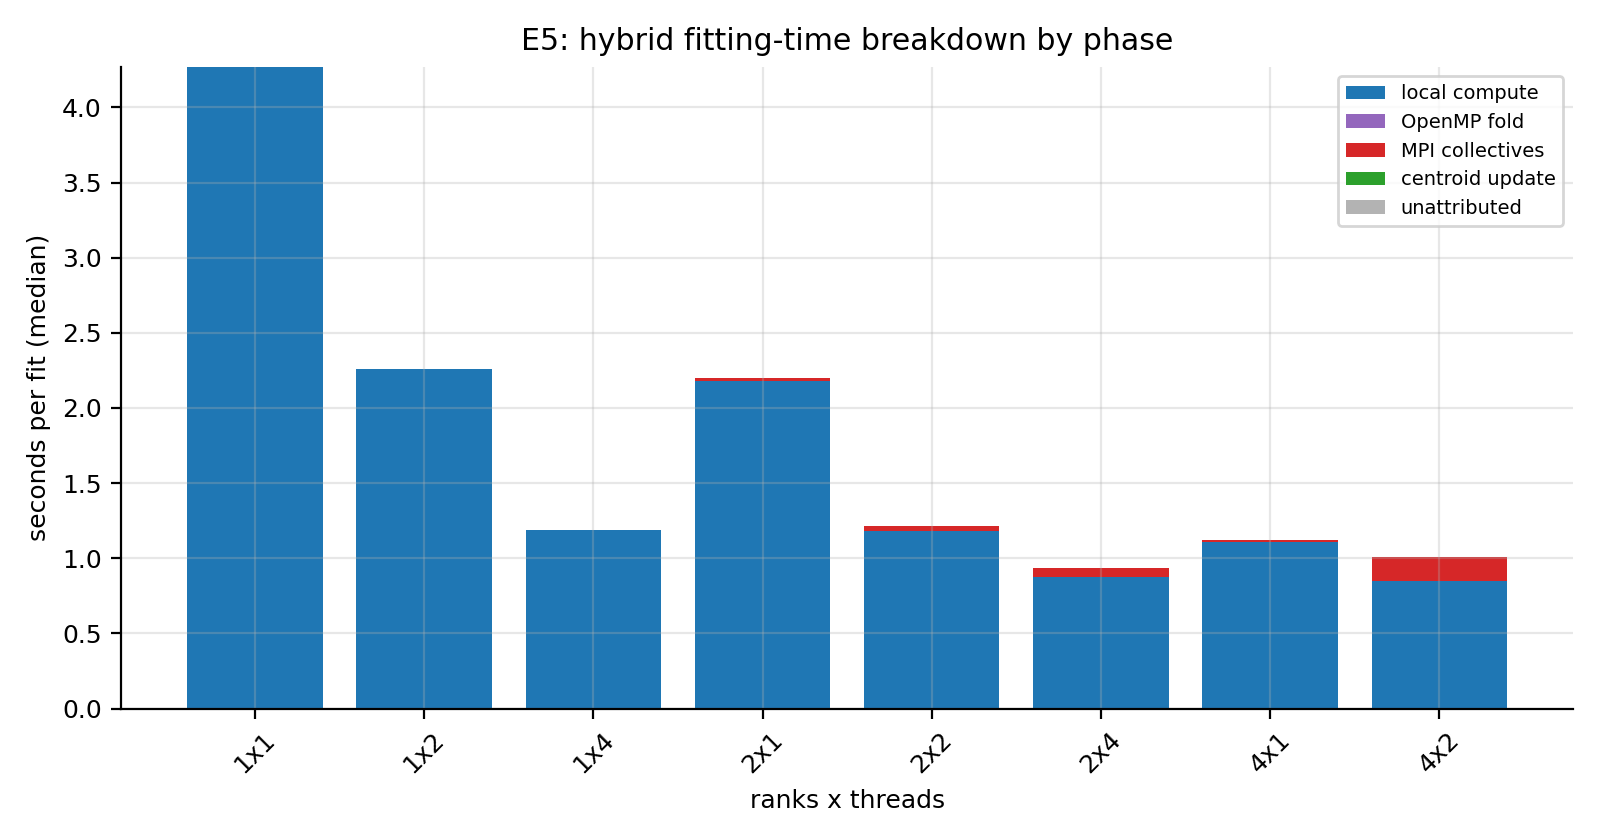 E5: hybrid fitting-time breakdown by phase
local compute
OpenMP fold
MPI collectives
centroid update
unattributed
seconds per fit (median)
4.0
3.5
3.0
2.5
2.0
1.5
1.0
0.5
0.0
1x1
1x2
1x4
2x1
2x2
2x4
4x1
4x2
ranks x threads